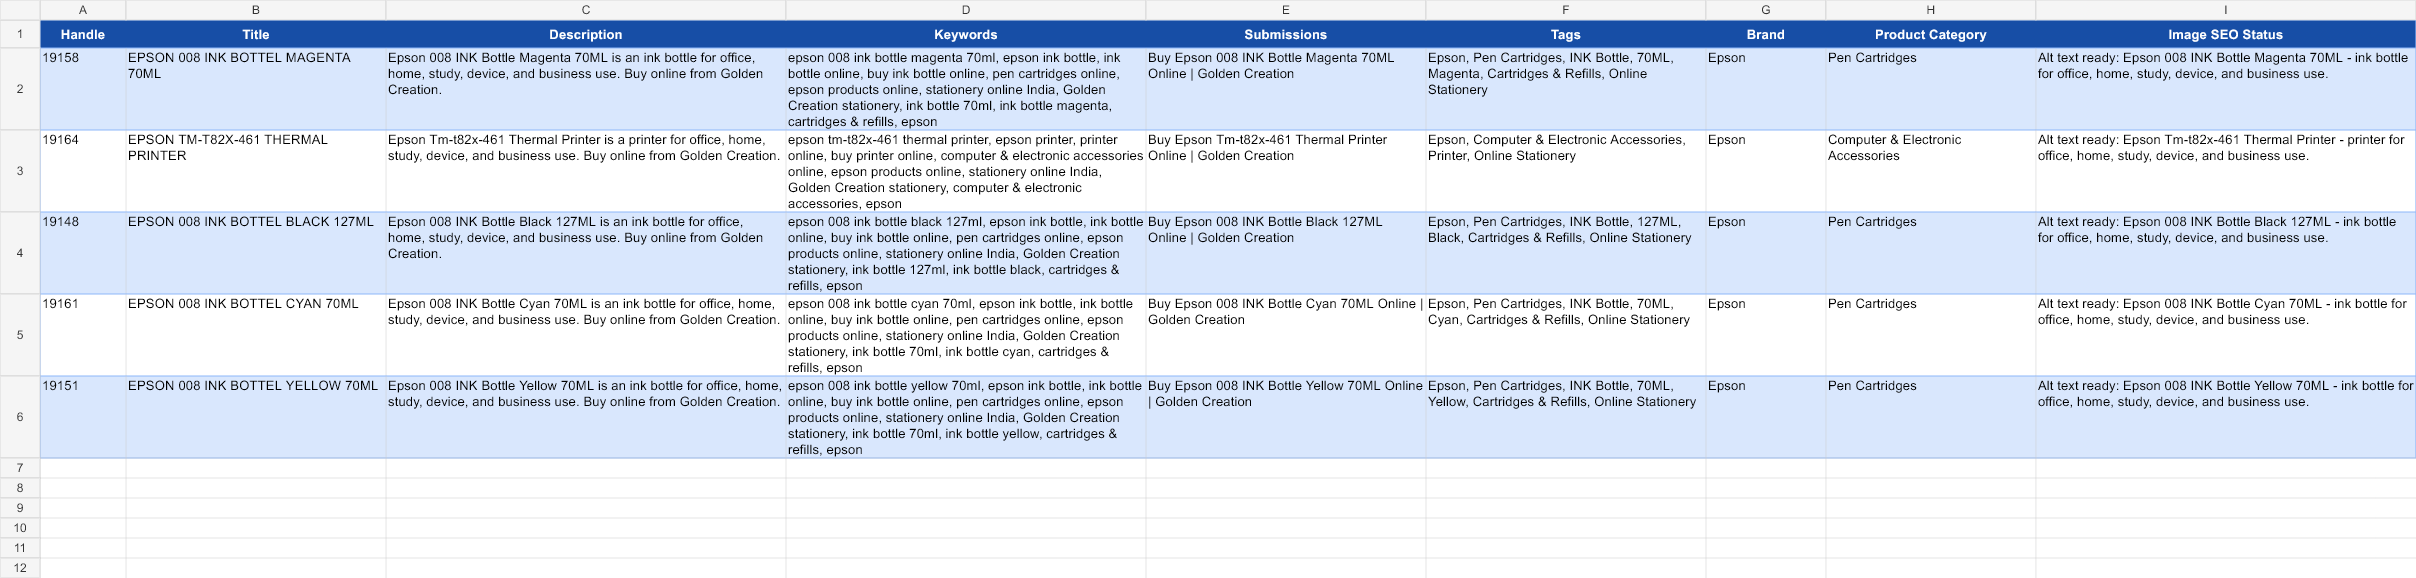 A B C D E F G H I
1 Handle Title Description Keywords Submissions Tags Brand Product Category Image SEO Status
2
19158
EPSON 008 INK BOTTEL MAGENTA
70ML
Epson 008 INK Bottle Magenta 70ML is an ink bottle for office,
home, study, device, and business use. Buy online from Golden
Creation.
epson 008 ink bottle magenta 70ml, epson ink bottle, ink
bottle online, buy ink bottle online, pen cartridges online,
epson products online, stationery online India, Golden
Creation stationery, ink bottle 70ml, ink bottle magenta,
cartridges & refills, epson
Buy Epson 008 INK Bottle Magenta 70ML
Online | Golden Creation
Epson, Pen Cartridges, INK Bottle, 70ML,
Magenta, Cartridges & Refills, Online
Stationery
Epson
Pen Cartridges
Alt text ready: Epson 008 INK Bottle Magenta 70ML - ink bottle
for office, home, study, device, and business use.
3
19164
EPSON TM-T82X-461 THERMAL
PRINTER
Epson Tm-t82x-461 Thermal Printer is a printer for office, home,
study, device, and business use. Buy online from Golden Creation.
epson tm-t82x-461 thermal printer, epson printer, printer
online, buy printer online, computer & electronic accessories
online, epson products online, stationery online India,
Golden Creation stationery, computer & electronic
accessories, epson
Buy Epson Tm-t82x-461 Thermal Printer
Online | Golden Creation
Epson, Computer & Electronic Accessories,
Printer, Online Stationery
Epson
Computer & Electronic
Accessories
Alt text ready: Epson Tm-t82x-461 Thermal Printer - printer for
office, home, study, device, and business use.
4
19148
EPSON 008 INK BOTTEL BLACK 127ML
Epson 008 INK Bottle Black 127ML is an ink bottle for office,
home, study, device, and business use. Buy online from Golden
Creation.
epson 008 ink bottle black 127ml, epson ink bottle, ink bottle
online, buy ink bottle online, pen cartridges online, epson
products online, stationery online India, Golden Creation
stationery, ink bottle 127ml, ink bottle black, cartridges &
refills, epson
Buy Epson 008 INK Bottle Black 127ML
Online | Golden Creation
Epson, Pen Cartridges, INK Bottle, 127ML,
Black, Cartridges & Refills, Online Stationery
Epson
Pen Cartridges
Alt text ready: Epson 008 INK Bottle Black 127ML - ink bottle
for office, home, study, device, and business use.
5
19161
EPSON 008 INK BOTTEL CYAN 70ML
Epson 008 INK Bottle Cyan 70ML is an ink bottle for office, home,
study, device, and business use. Buy online from Golden Creation.
epson 008 ink bottle cyan 70ml, epson ink bottle, ink bottle
online, buy ink bottle online, pen cartridges online, epson
products online, stationery online India, Golden Creation
stationery, ink bottle 70ml, ink bottle cyan, cartridges &
refills, epson
Buy Epson 008 INK Bottle Cyan 70ML Online |
Golden Creation
Epson, Pen Cartridges, INK Bottle, 70ML,
Cyan, Cartridges & Refills, Online Stationery
Epson
Pen Cartridges
Alt text ready: Epson 008 INK Bottle Cyan 70ML - ink bottle for
office, home, study, device, and business use.
6
19151
EPSON 008 INK BOTTEL YELLOW 70ML
Epson 008 INK Bottle Yellow 70ML is an ink bottle for office, home,
study, device, and business use. Buy online from Golden Creation.
epson 008 ink bottle yellow 70ml, epson ink bottle, ink bottle
online, buy ink bottle online, pen cartridges online, epson
products online, stationery online India, Golden Creation
stationery, ink bottle 70ml, ink bottle yellow, cartridges &
refills, epson
Buy Epson 008 INK Bottle Yellow 70ML Online
| Golden Creation
Epson, Pen Cartridges, INK Bottle, 70ML,
Yellow, Cartridges & Refills, Online Stationery
Epson
Pen Cartridges
Alt text ready: Epson 008 INK Bottle Yellow 70ML - ink bottle for
office, home, study, device, and business use.
7
8
9
10
11
12